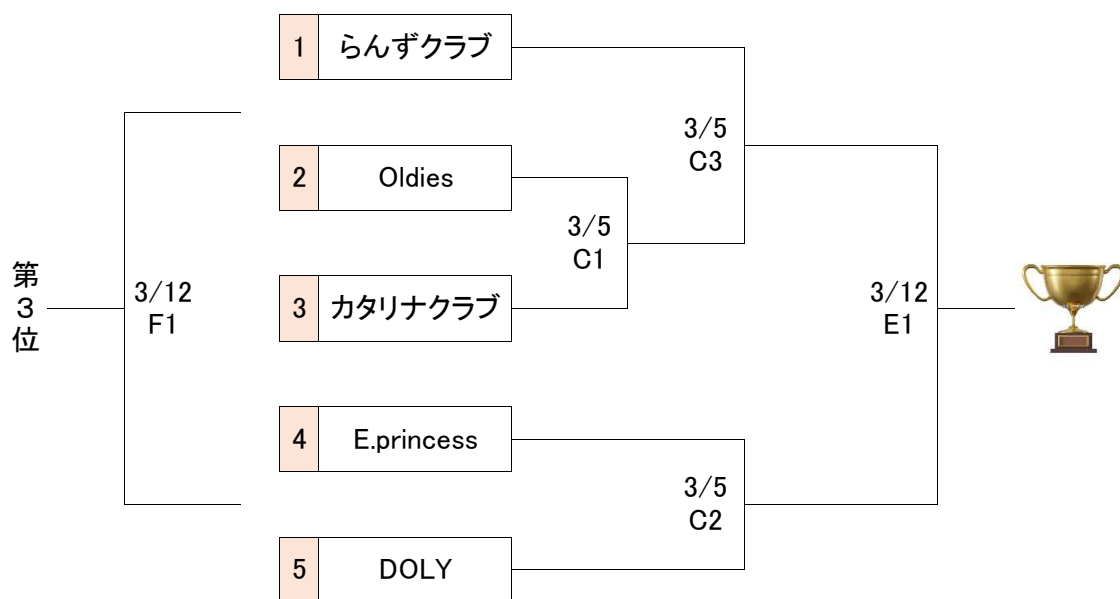 1 らんずクラブ
3/5
C3
2 Oldies
3/5
C1
第3位
3/12
F1
3 カタリナクラブ
3/12
E1
4 E.princess
3/5
C2
5 DOLY